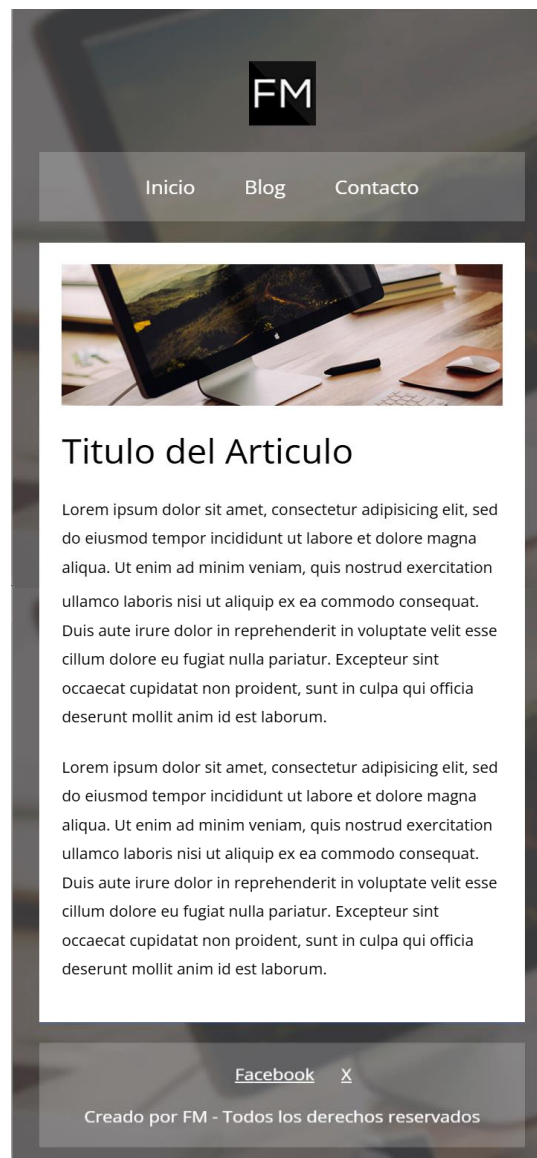 FM
Inicio Blog Contacto
Titulo del Articulo
Lorem ipsum dolor sit amet, consectetur adipisicing elit, sed
do eiusmod tempor incididunt ut labore et dolore magna
aliqua. Ut enim ad minim veniam, quis nostrud exercitation
ullamco laboris nisi ut aliquip ex ea commodo consequat.
Duis aute irure dolor in reprehenderit in voluptate velit esse
cillum dolore eu fugiat nulla pariatur. Excepteur sint
occaecat cupidatat non proident, sunt in culpa qui officia
deserunt mollit anim id est laborum.
Lorem ipsum dolor sit amet, consectetur adipisicing elit, sed
do eiusmod tempor incididunt ut labore et dolore magna
aliqua. Ut enim ad minim veniam, quis nostrud exercitation
ullamco laboris nisi ut aliquip ex ea commodo consequat.
Duis aute irure dolor in reprehenderit in voluptate velit esse
cillum dolore eu fugiat nulla pariatur. Excepteur sint
occaecat cupidatat non proident, sunt in culpa qui officia
deserunt mollit anim id est laborum.
Facebook X
Creado por FM - Todos los derechos reservados